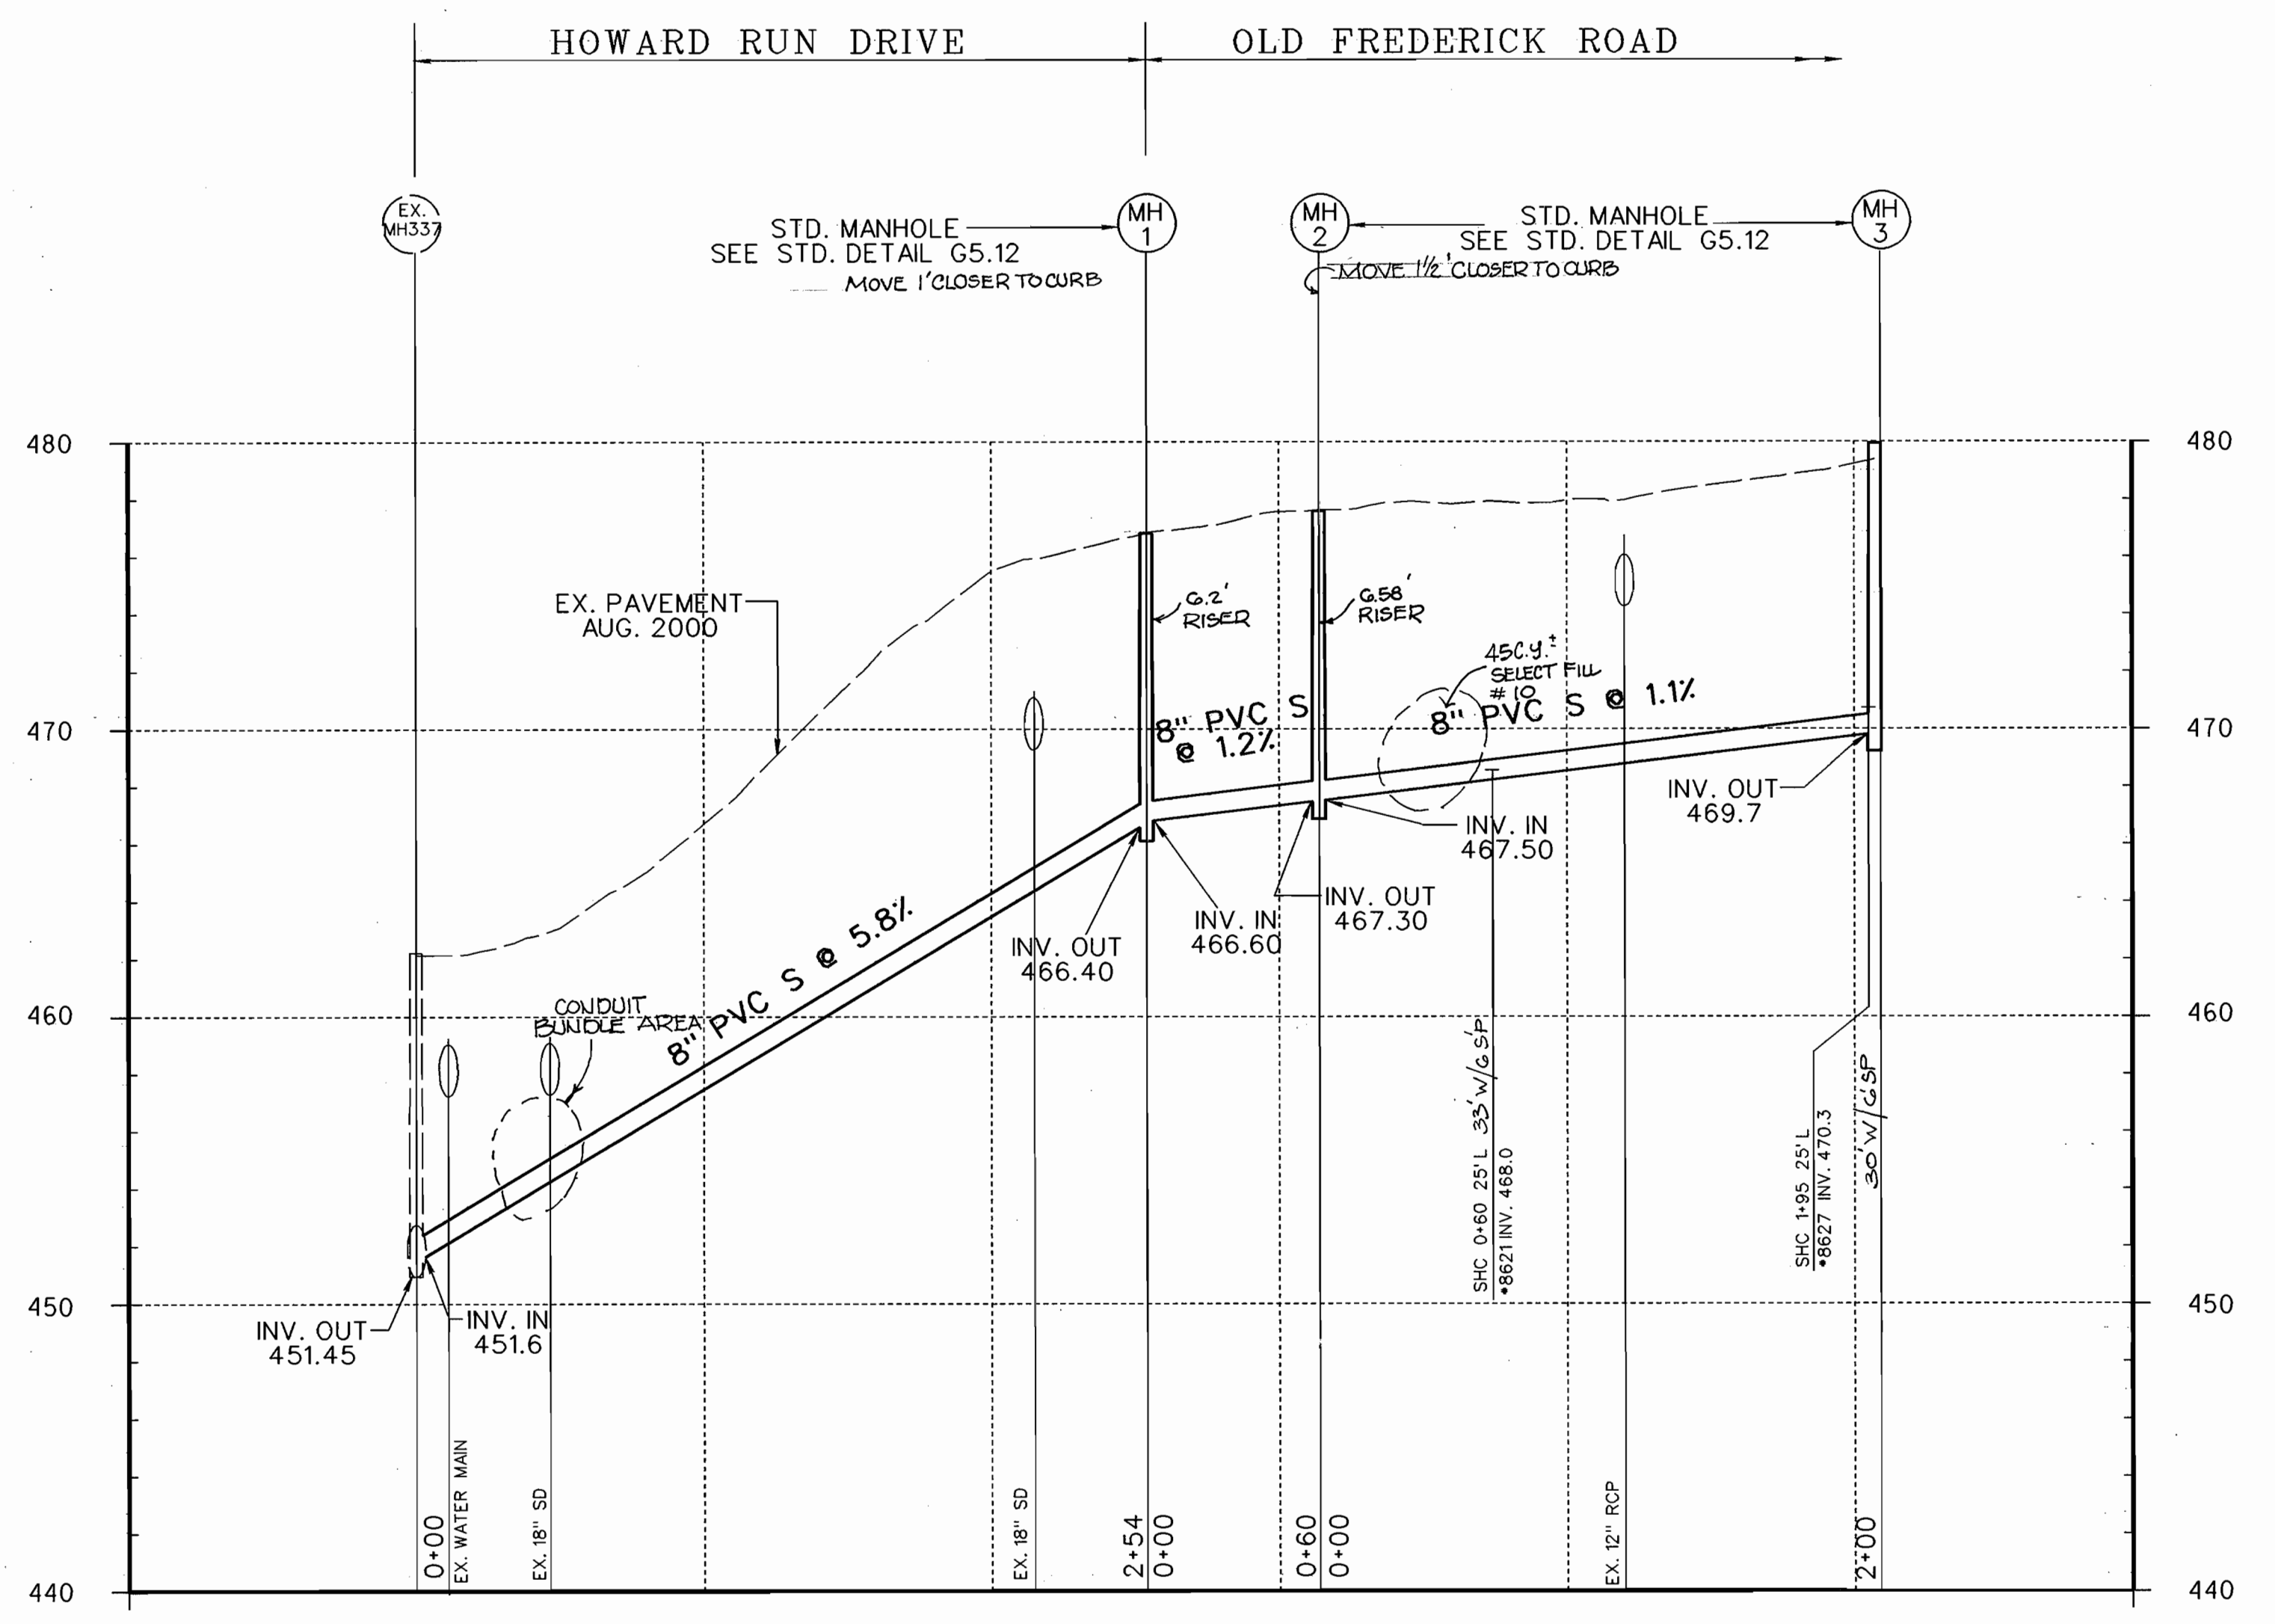 HOWARD RUN DRIVE
OLD FREDERICK ROAD
EX.
MH337
STD. MANHOLE
SEE STD. DETAIL G5.12
MOVE 1' CLOSER TO CURB
MH
1
MH
2
STD. MANHOLE
SEE STD. DETAIL G5.12
MOVE 1½' CLOSER TO CURB
MH
3
480
480
EX. PAVEMENT
AUG. 2000
6.2'
RISER
6.58'
RISER
45 C.Y.±
SELECT FILL
#10
8" PVC S
@ 1.2%
8" PVC S @ 1.1%
470
470
INV. OUT
469.7
INV. IN
467.50
INV. OUT
467.30
INV. IN
466.60
INV. OUT
466.40
8" PVC S @ 5.8%
CONDUIT
BUNDLE AREA
460
460
SHC 0+60 25'L 33' W/6'SP
*8621 INV. 468.0
SHC 1+95 25'L
*8627 INV. 470.3
30' W/6'SP
450
450
INV. OUT
451.45
INV. IN
451.6
0+00
EX. WATER MAIN
EX. 18" SD
EX. 18" SD
2+54
0+00
0+60
0+00
EX. 12" RCP
2+00
440
440